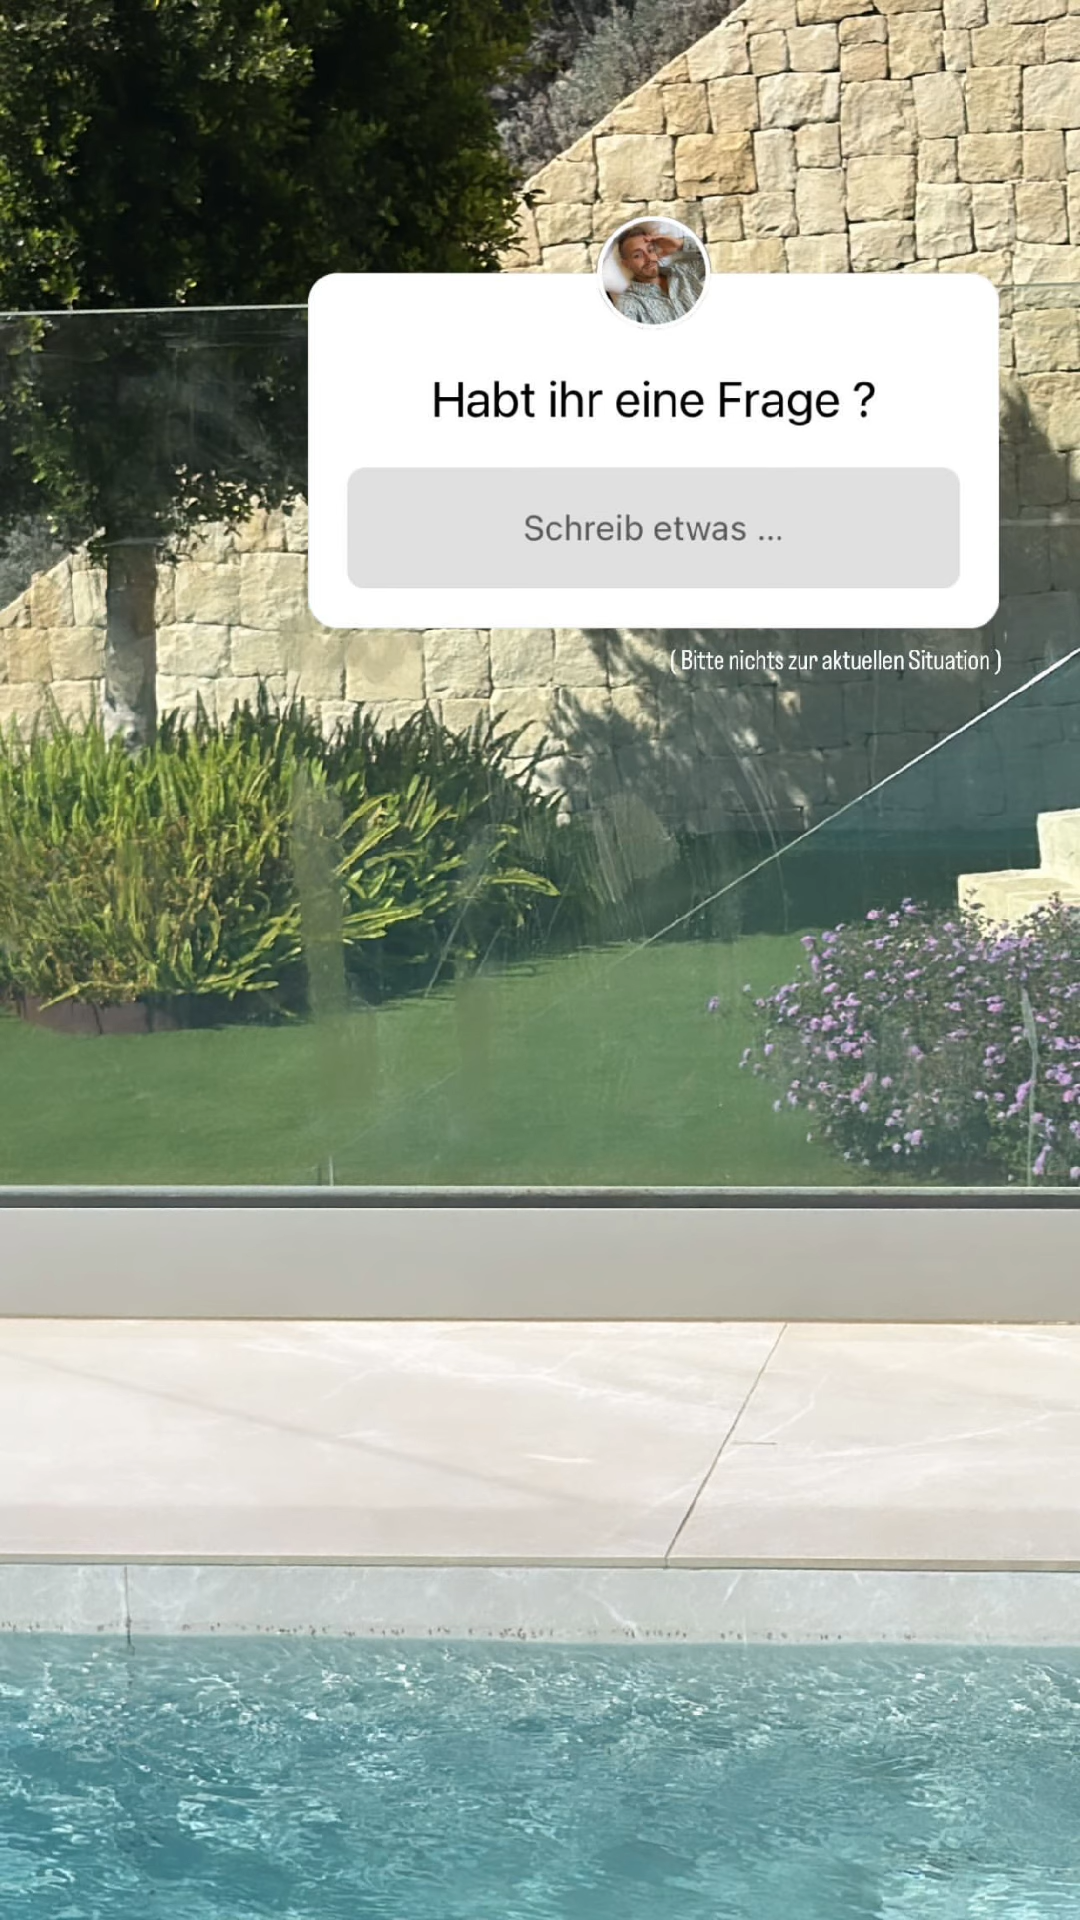 Habt ihr eine Frage ?
Schreib etwas ...
( Bitte nichts zur aktuellen Situation )